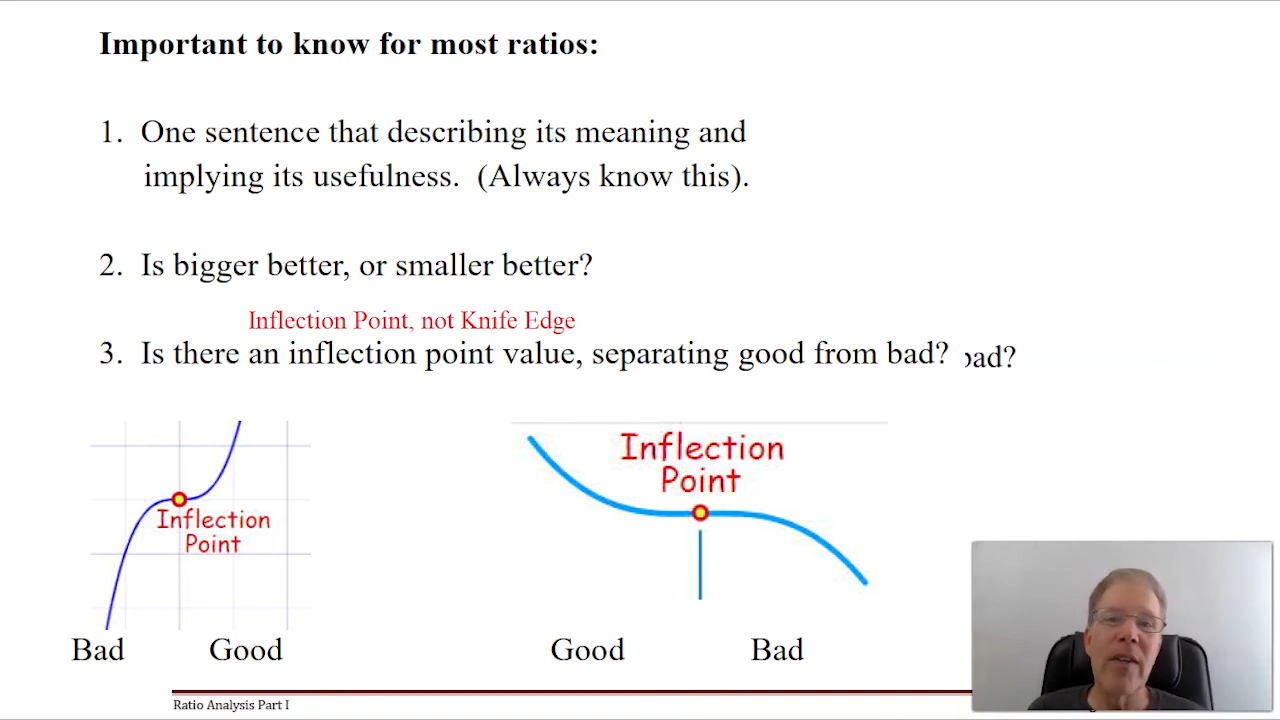 Important to know for most ratios:
1. One sentence that describing its meaning and
implying its usefulness. (Always know this).
2. Is bigger better, or smaller better?
Inflection Point, not Knife Edge
3. Is there an inflection point value, separating good from bad?
Inflection
Point
Bad
Good
Inflection
Point
Good
Bad
Ratio Analysis Part I